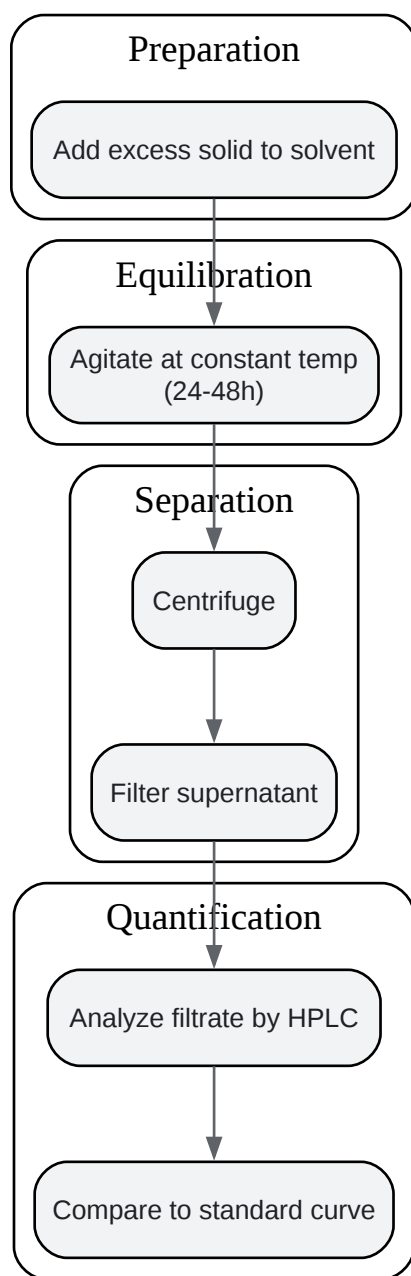 Preparation
Add excess solid to solvent
Equilibration
Agitate at constant temp
(24-48h)
Separation
Centrifuge
Filter supernatant
Quantification
Analyze filtrate by HPLC
Compare to standard curve